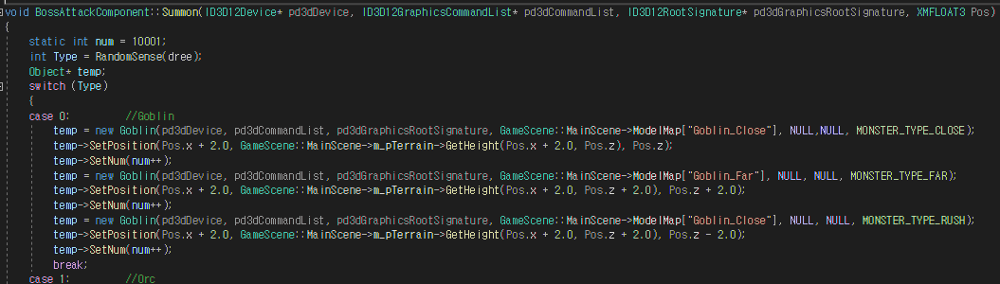 void BossAttackComponent::Summon(ID3D12Device* pd3dDevice, ID3D12GraphicsCommandList* pd3dCommandList, ID3D12RootSignature* pd3dGraphicsRootSignature, XMFLOAT3 Pos)
{
static int num = 10001;
int Type = RandomSense(dree);
Object* temp;
switch (Type)
{
case 0: //Goblin
temp = new Goblin(pd3dDevice, pd3dCommandList, pd3dGraphicsRootSignature, GameScene::MainScene->ModelMap["Goblin_Close"], NULL,NULL, MONSTER_TYPE_CLOSE);
temp->SetPosition(Pos.x + 2.0, GameScene::MainScene->m_pTerrain->GetHeight(Pos.x + 2.0, Pos.z), Pos.z);
temp->SetNum(num++);
temp = new Goblin(pd3dDevice, pd3dCommandList, pd3dGraphicsRootSignature, GameScene::MainScene->ModelMap["Goblin_Far"], NULL, NULL, MONSTER_TYPE_FAR);
temp->SetPosition(Pos.x + 2.0, GameScene::MainScene->m_pTerrain->GetHeight(Pos.x + 2.0, Pos.z + 2.0), Pos.z + 2.0);
temp->SetNum(num++);
temp = new Goblin(pd3dDevice, pd3dCommandList, pd3dGraphicsRootSignature, GameScene::MainScene->ModelMap["Goblin_Close"], NULL, NULL, MONSTER_TYPE_RUSH);
temp->SetPosition(Pos.x + 2.0, GameScene::MainScene->m_pTerrain->GetHeight(Pos.x + 2.0, Pos.z + 2.0), Pos.z - 2.0);
temp->SetNum(num++);
break;
case 1: //Orc